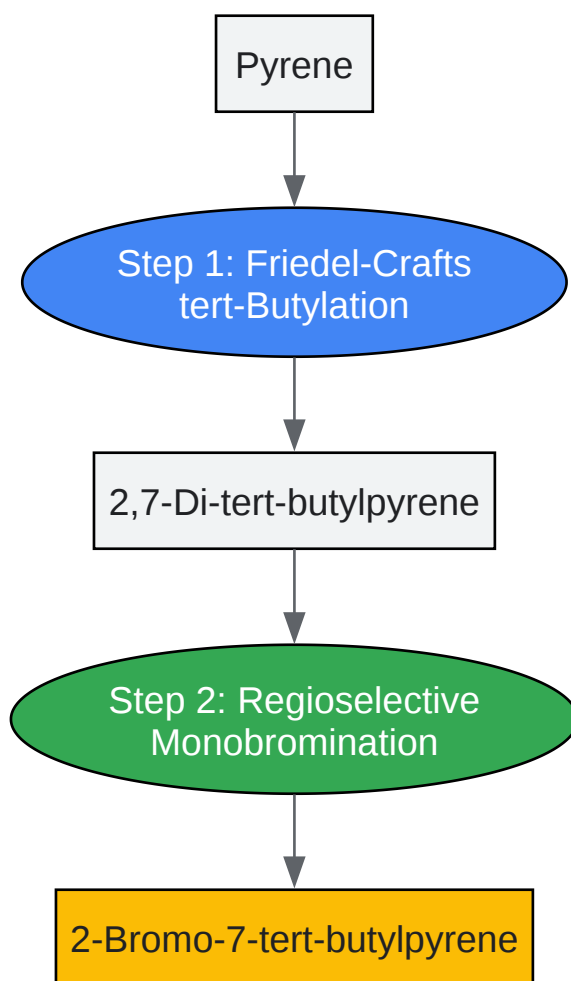 Pyrene
Step 1: Friedel-Crafts
tert-Butylation
2,7-Di-tert-butylpyrene
Step 2: Regioselective
Monobromination
2-Bromo-7-tert-butylpyrene